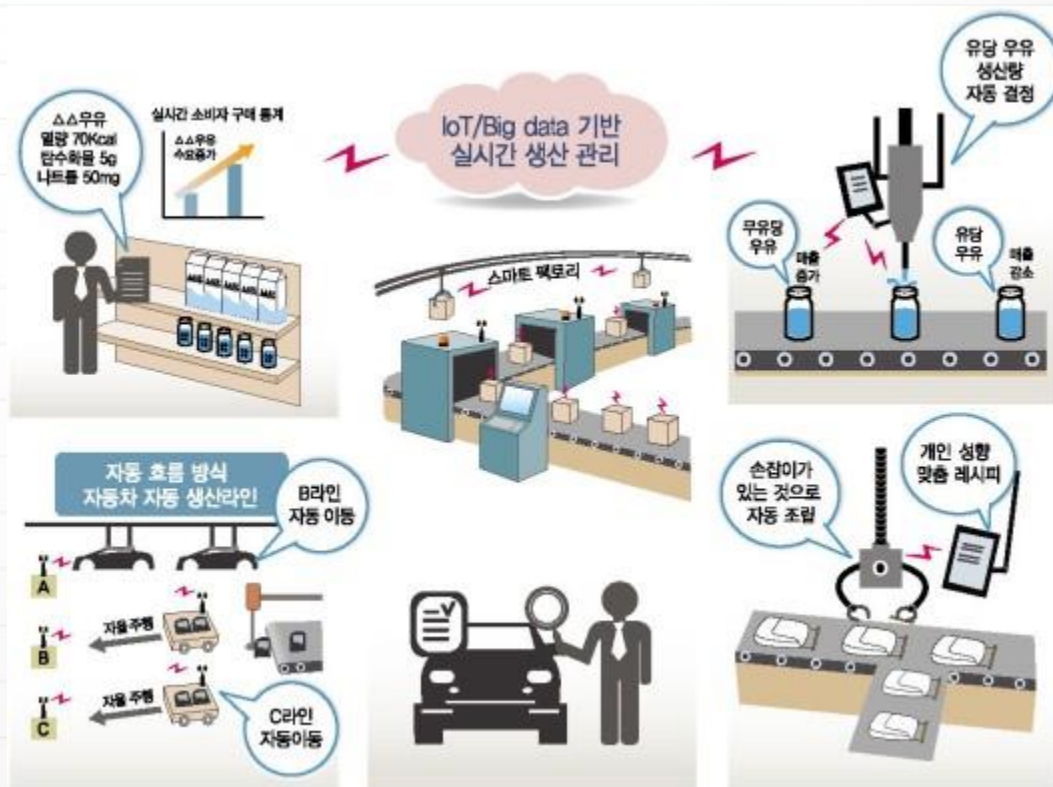 △△우유
열량 70Kcal
탄수화물 5g
나트륨 50mg
실시간 소비자 구매 통계
△△우유
수요증가
IoT/Big data 기반
실시간 생산 관리
유당 우유
생산량
자동 결정
무유당
우유
매출
증가
유당
우유
매출
감소
스마트 팩토리
자동 흐름 방식
자동차 자동 생산라인
B라인
자동 이동
A
자율 주행
B
자율 주행
C
C라인
자동이동
손잡이가
있는 것으로
자동 조립
개인 성향
맞춤 레시피